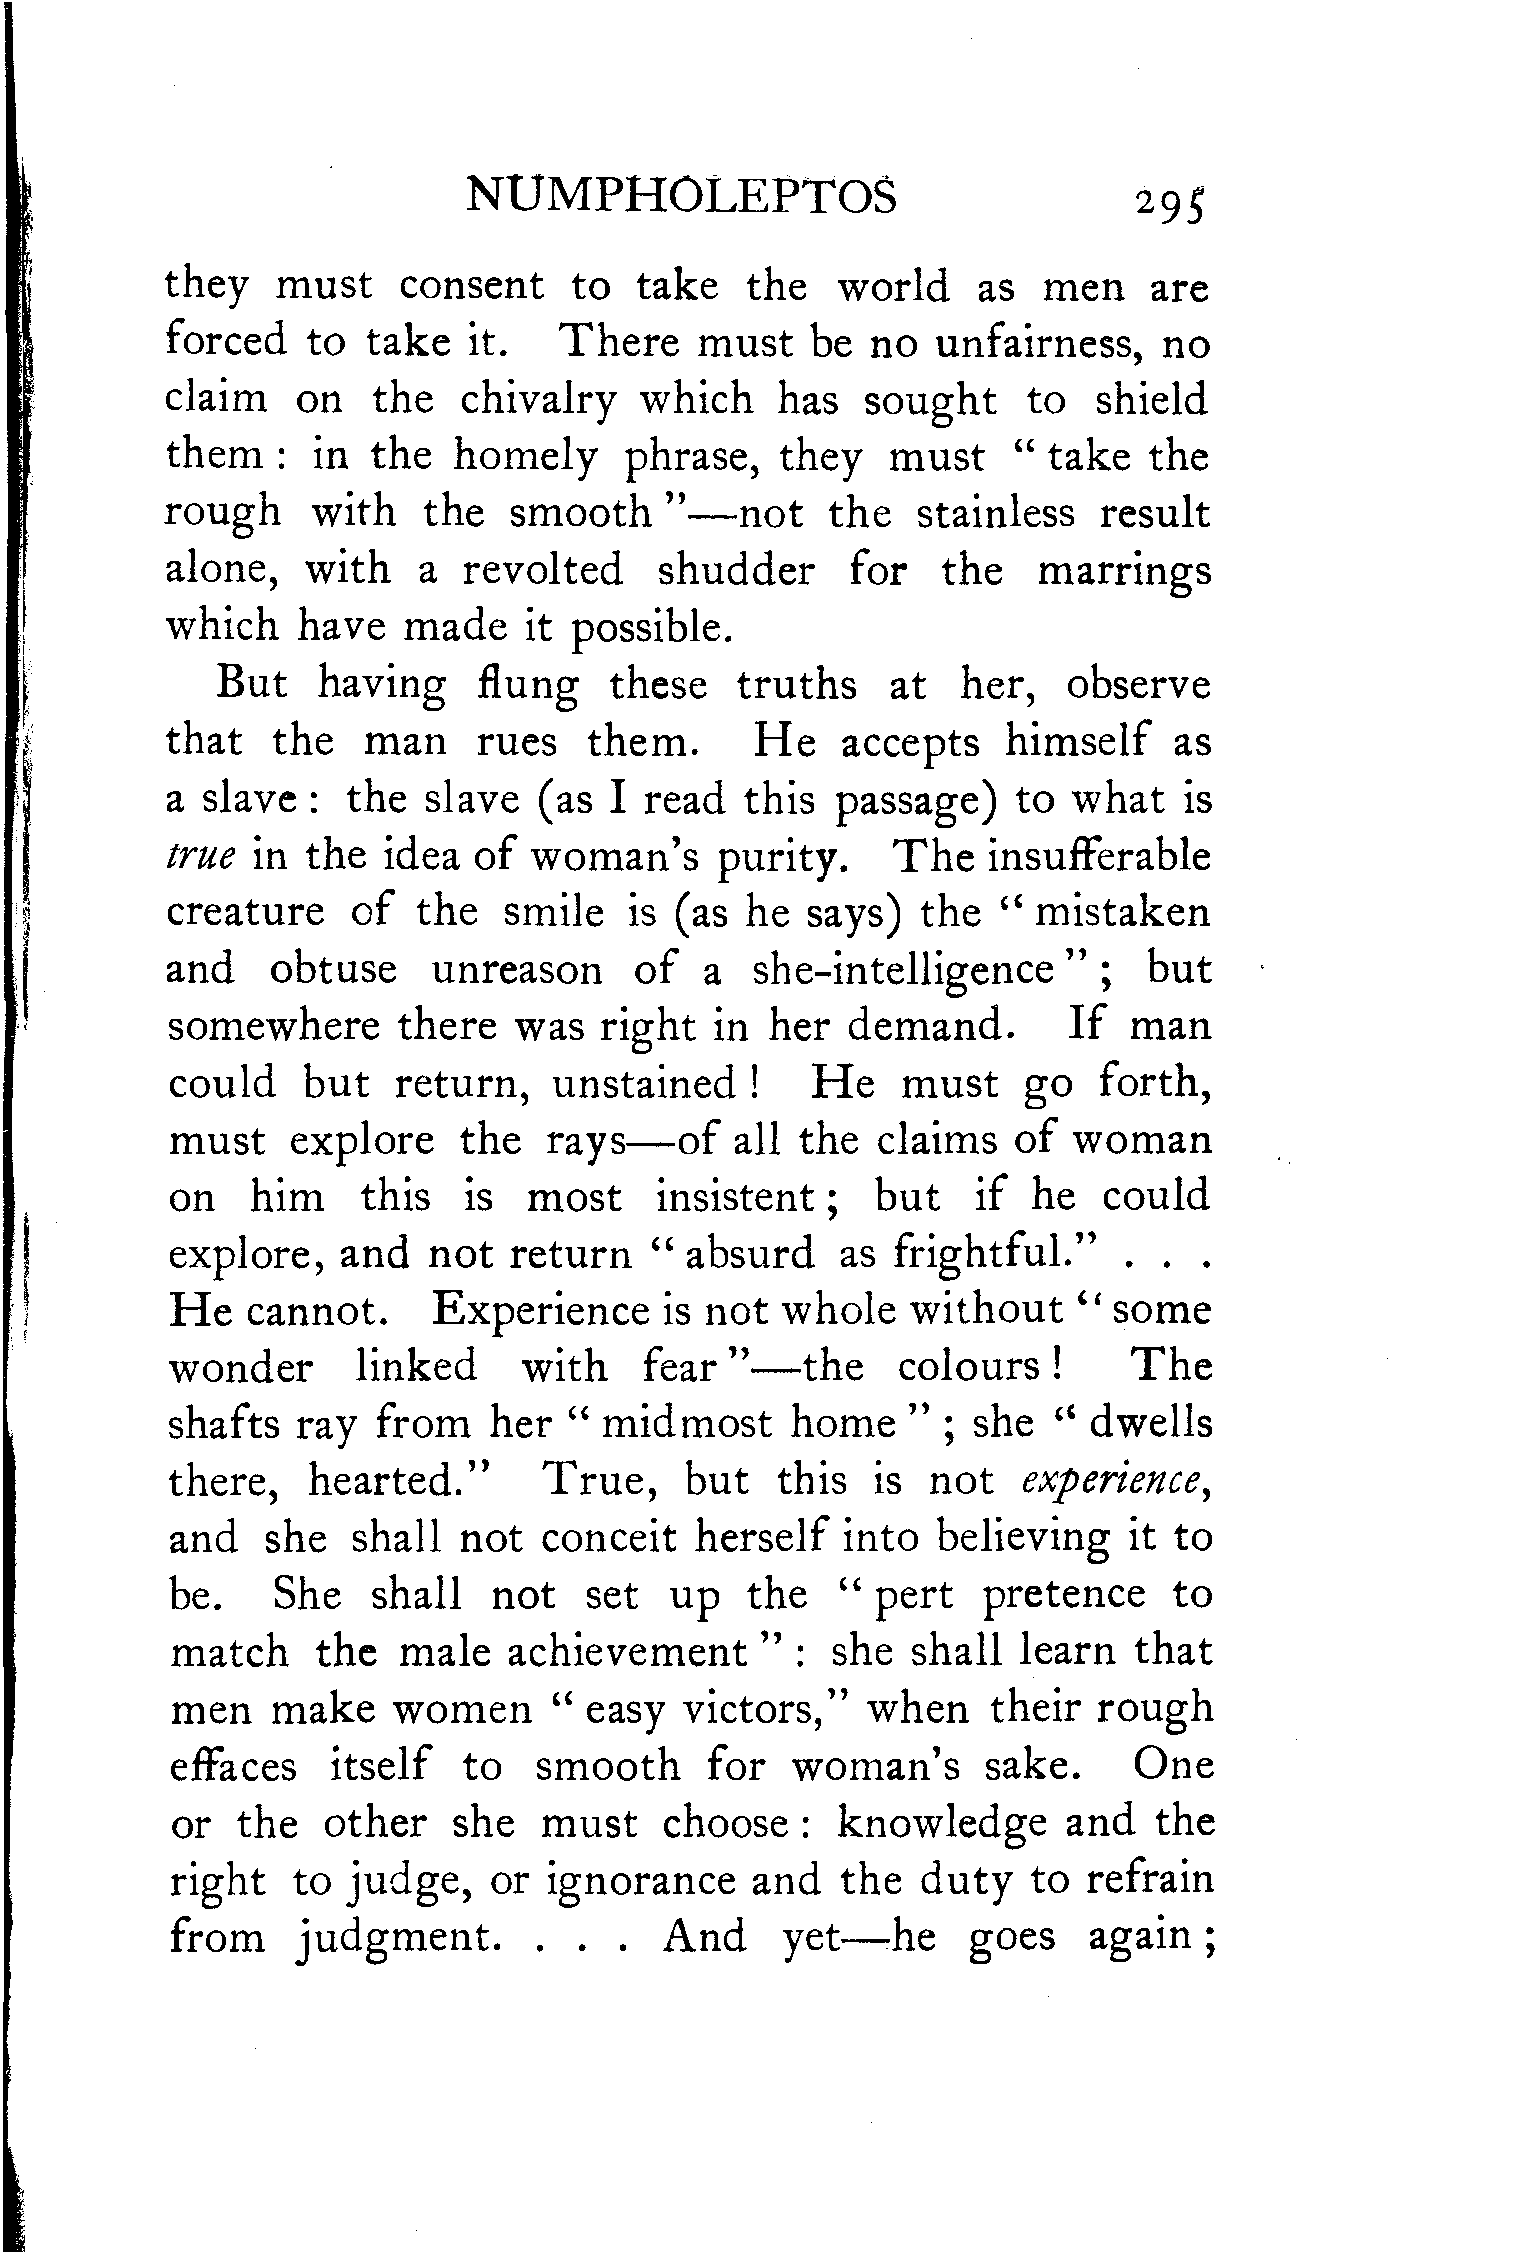 NUMPHOLEPTOS 295
they must consent to take the world as men are
forced to take it. There must be no unfairness, no
claim on the chivalry which has sought to shield
them : in the homely phrase, they must “ take the
rough with the smooth ”—not the stainless result
alone, with a revolted shudder for the marrings
which have made it possible.
But having flung these truths at her, observe
that the man rues them. He accepts himself as
a slave : the slave (as I read this passage) to what is
true in the idea of woman's purity. The insufferable
creature of the smile is (as he says) the “ mistaken
and obtuse unreason of a she-intelligence ” ; but
somewhere there was right in her demand. If man
could but return, unstained ! He must go forth,
must explore the rays—of all the claims of woman
on him this is most insistent ; but if he could
explore, and not return “ absurd as frightful.” . . .
He cannot. Experience is not whole without “ some
wonder linked with fear ”—the colours ! The
shafts ray from her “ midmost home ” ; she “ dwells
there, hearted.” True, but this is not experience,
and she shall not conceit herself into believing it to
be. She shall not set up the “ pert pretence to
match the male achievement ” : she shall learn that
men make women “ easy victors,” when their rough
effaces itself to smooth for woman's sake. One
or the other she must choose : knowledge and the
right to judge, or ignorance and the duty to refrain
from judgment. . . . And yet—he goes again ;